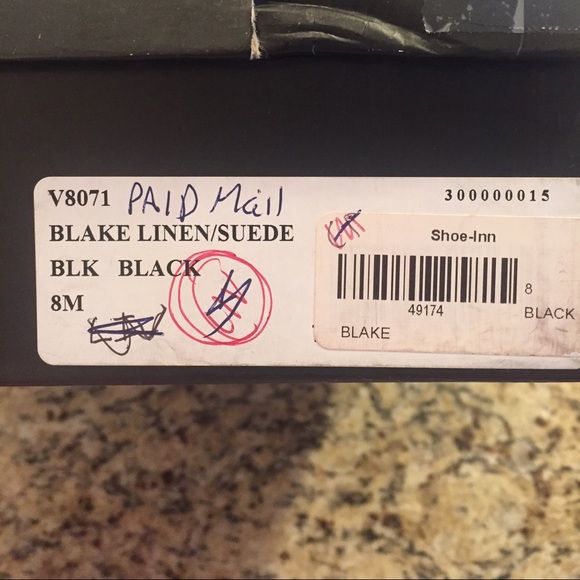 V8071 PAID Mail 300000015
BLAKE LINEN/SUEDE
BLK BLACK
8M
Shoe-Inn
49174
8
BLACK
BLAKE